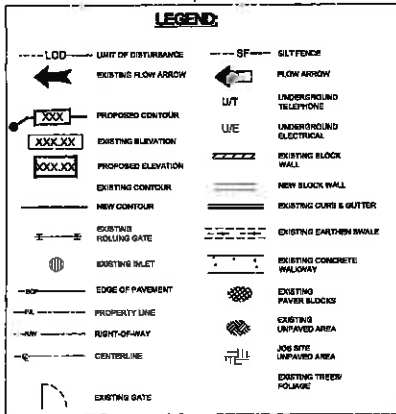 LEGEND:
LOD LIMIT OF DISTURBANCE
EXISTING FLOW ARROW
XXX PROPOSED CONTOUR
XXX.XX EXISTING ELEVATION
XXX.XX PROPOSED ELEVATION
EXISTING CONTOUR
NEW CONTOUR
EXISTING
ROLLING GATE
EXISTING INLET
EOP EDGE OF PAVEMENT
P/L PROPERTY LINE
R/W RIGHT-OF-WAY
CENTERLINE
EXISTING GATE
SF SILT FENCE
FLOW ARROW
U/T UNDERGROUND
TELEPHONE
U/E UNDERGROUND
ELECTRICAL
EXISTING BLOCK
WALL
NEW BLOCK WALL
EXISTING CURB & GUTTER
EXISTING EARTHEN SWALE
EXISTING CONCRETE
WALKWAY
EXISTING
PAVER BLOCKS
EXISTING
UNPAVED AREA
JOB SITE
UNPAVED AREA
EXISTING TREES/
FOLIAGE